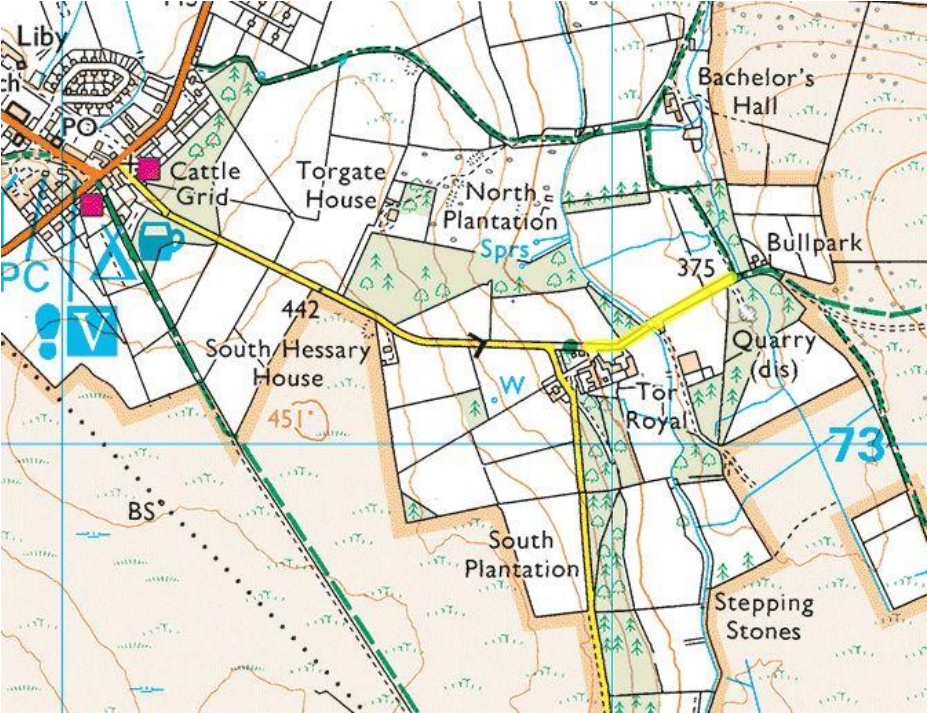 Liby
ch
PO
Cattle
Grid
Torgate
House
North
Plantation
Sprs
Bachelor's
Hall
Bullpark
375
PC
V
442
South Hessary
House
451
W
Tor
Royal
Quarry
(dis)
73
BS
South
Plantation
Stepping
Stones